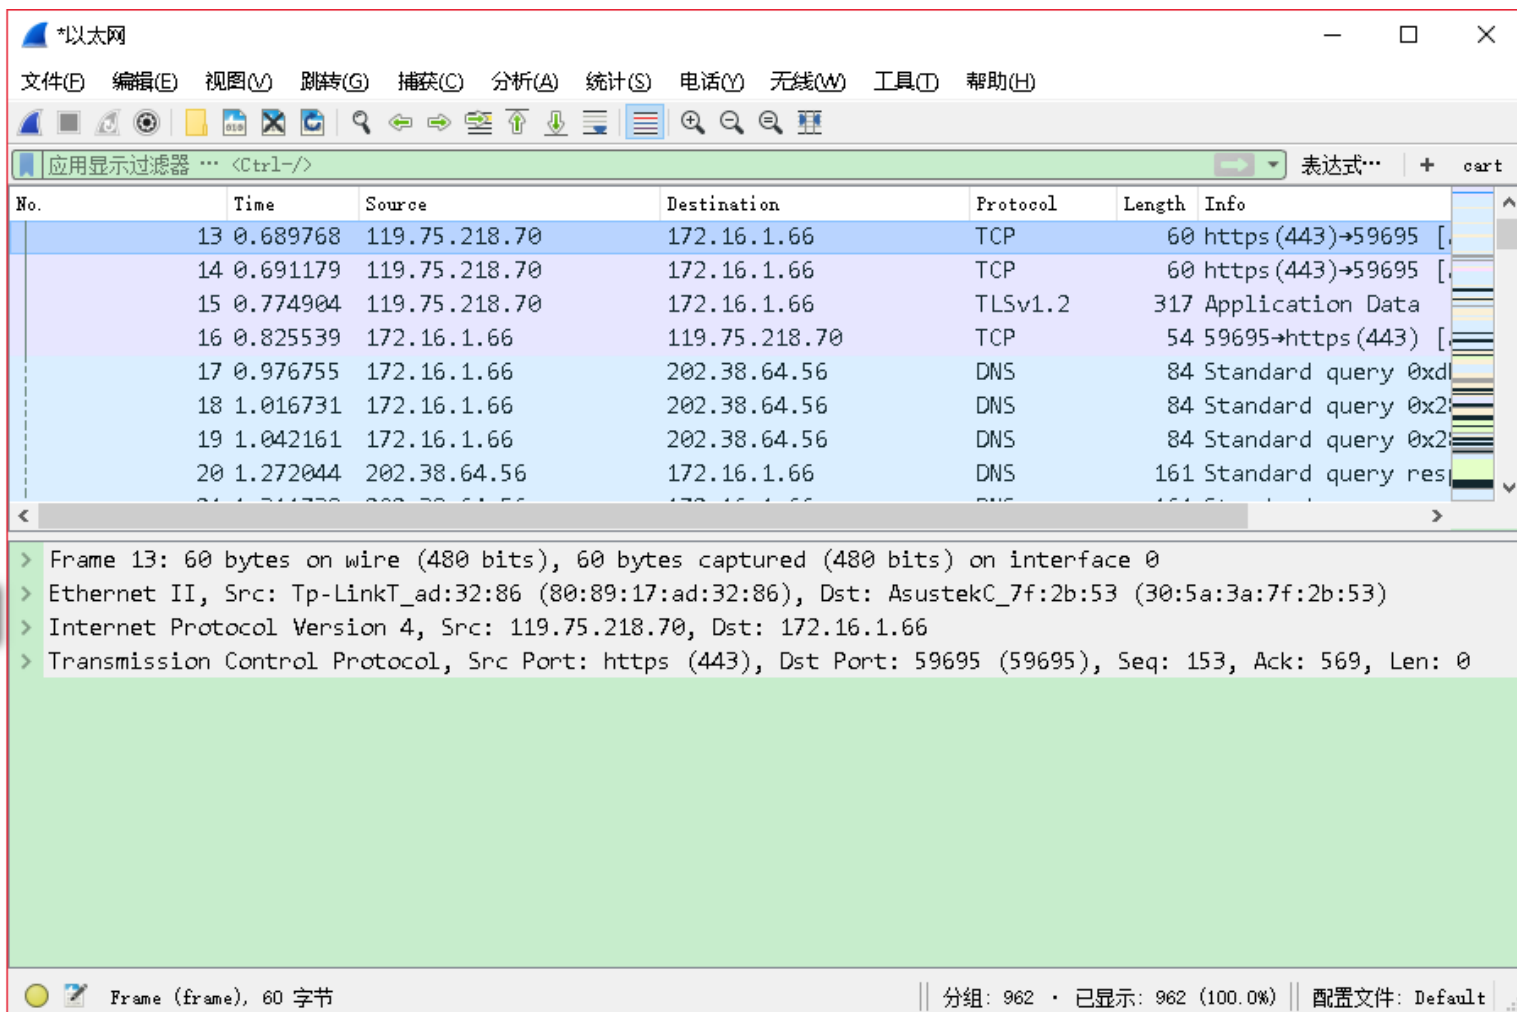 *以太网
文件(F) 编辑(E) 视图(V) 跳转(G) 捕获(C) 分析(A) 统计(S) 电话(Y) 无线(W) 工具(T) 帮助(H)
应用显示过滤器 … <Ctrl-/> 表达式… + cart
No. Time Source Destination Protocol Length Info
13 0.689768 119.75.218.70 172.16.1.66 TCP 60 https(443)→59695 [
14 0.691179 119.75.218.70 172.16.1.66 TCP 60 https(443)→59695 [
15 0.774904 119.75.218.70 172.16.1.66 TLSv1.2 317 Application Data
16 0.825539 172.16.1.66 119.75.218.70 TCP 54 59695→https(443) [
17 0.976755 172.16.1.66 202.38.64.56 DNS 84 Standard query 0xd
18 1.016731 172.16.1.66 202.38.64.56 DNS 84 Standard query 0x2
19 1.042161 172.16.1.66 202.38.64.56 DNS 84 Standard query 0x2
20 1.272044 202.38.64.56 172.16.1.66 DNS 161 Standard query res
Frame 13: 60 bytes on wire (480 bits), 60 bytes captured (480 bits) on interface 0
Ethernet II, Src: Tp-LinkT_ad:32:86 (80:89:17:ad:32:86), Dst: AsustekC_7f:2b:53 (30:5a:3a:7f:2b:53)
Internet Protocol Version 4, Src: 119.75.218.70, Dst: 172.16.1.66
Transmission Control Protocol, Src Port: https (443), Dst Port: 59695 (59695), Seq: 153, Ack: 569, Len: 0
Frame (frame), 60 字节 分组: 962 · 已显示: 962 (100.0%) 配置文件: Default